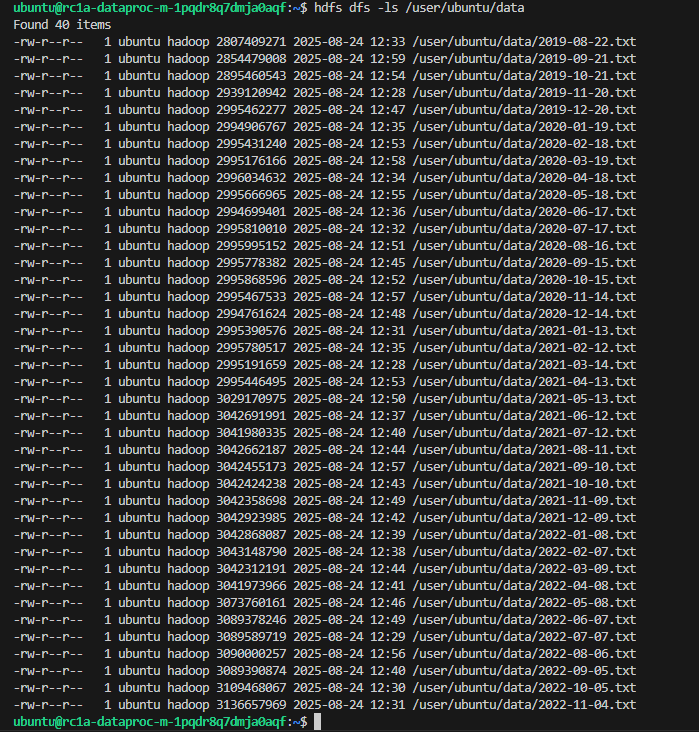 ubuntu@rc1a-dataproc-m-1pqdr8q7dmja0aqf:~$ hdfs dfs -ls /user/ubuntu/data
Found 40 items
-rw-r--r--   1 ubuntu hadoop 2807409271 2025-08-24 12:33 /user/ubuntu/data/2019-08-22.txt
-rw-r--r--   1 ubuntu hadoop 2854479008 2025-08-24 12:59 /user/ubuntu/data/2019-09-21.txt
-rw-r--r--   1 ubuntu hadoop 2895460543 2025-08-24 12:54 /user/ubuntu/data/2019-10-21.txt
-rw-r--r--   1 ubuntu hadoop 2939120942 2025-08-24 12:28 /user/ubuntu/data/2019-11-20.txt
-rw-r--r--   1 ubuntu hadoop 2995462277 2025-08-24 12:47 /user/ubuntu/data/2019-12-20.txt
-rw-r--r--   1 ubuntu hadoop 2994906767 2025-08-24 12:35 /user/ubuntu/data/2020-01-19.txt
-rw-r--r--   1 ubuntu hadoop 2995431240 2025-08-24 12:53 /user/ubuntu/data/2020-02-18.txt
-rw-r--r--   1 ubuntu hadoop 2995176166 2025-08-24 12:58 /user/ubuntu/data/2020-03-19.txt
-rw-r--r--   1 ubuntu hadoop 2996034632 2025-08-24 12:34 /user/ubuntu/data/2020-04-18.txt
-rw-r--r--   1 ubuntu hadoop 2995666965 2025-08-24 12:55 /user/ubuntu/data/2020-05-18.txt
-rw-r--r--   1 ubuntu hadoop 2994699401 2025-08-24 12:36 /user/ubuntu/data/2020-06-17.txt
-rw-r--r--   1 ubuntu hadoop 2995810010 2025-08-24 12:32 /user/ubuntu/data/2020-07-17.txt
-rw-r--r--   1 ubuntu hadoop 2995995152 2025-08-24 12:51 /user/ubuntu/data/2020-08-16.txt
-rw-r--r--   1 ubuntu hadoop 2995778382 2025-08-24 12:45 /user/ubuntu/data/2020-09-15.txt
-rw-r--r--   1 ubuntu hadoop 2995868596 2025-08-24 12:52 /user/ubuntu/data/2020-10-15.txt
-rw-r--r--   1 ubuntu hadoop 2995467533 2025-08-24 12:57 /user/ubuntu/data/2020-11-14.txt
-rw-r--r--   1 ubuntu hadoop 2994761624 2025-08-24 12:48 /user/ubuntu/data/2020-12-14.txt
-rw-r--r--   1 ubuntu hadoop 2995390576 2025-08-24 12:31 /user/ubuntu/data/2021-01-13.txt
-rw-r--r--   1 ubuntu hadoop 2995780517 2025-08-24 12:35 /user/ubuntu/data/2021-02-12.txt
-rw-r--r--   1 ubuntu hadoop 2995191659 2025-08-24 12:28 /user/ubuntu/data/2021-03-14.txt
-rw-r--r--   1 ubuntu hadoop 2995446495 2025-08-24 12:53 /user/ubuntu/data/2021-04-13.txt
-rw-r--r--   1 ubuntu hadoop 3029170975 2025-08-24 12:50 /user/ubuntu/data/2021-05-13.txt
-rw-r--r--   1 ubuntu hadoop 3042691991 2025-08-24 12:37 /user/ubuntu/data/2021-06-12.txt
-rw-r--r--   1 ubuntu hadoop 3041980335 2025-08-24 12:40 /user/ubuntu/data/2021-07-12.txt
-rw-r--r--   1 ubuntu hadoop 3042662187 2025-08-24 12:44 /user/ubuntu/data/2021-08-11.txt
-rw-r--r--   1 ubuntu hadoop 3042455173 2025-08-24 12:57 /user/ubuntu/data/2021-09-10.txt
-rw-r--r--   1 ubuntu hadoop 3042424238 2025-08-24 12:43 /user/ubuntu/data/2021-10-10.txt
-rw-r--r--   1 ubuntu hadoop 3042358698 2025-08-24 12:49 /user/ubuntu/data/2021-11-09.txt
-rw-r--r--   1 ubuntu hadoop 3042923985 2025-08-24 12:42 /user/ubuntu/data/2021-12-09.txt
-rw-r--r--   1 ubuntu hadoop 3042868087 2025-08-24 12:39 /user/ubuntu/data/2022-01-08.txt
-rw-r--r--   1 ubuntu hadoop 3043148790 2025-08-24 12:38 /user/ubuntu/data/2022-02-07.txt
-rw-r--r--   1 ubuntu hadoop 3042312191 2025-08-24 12:44 /user/ubuntu/data/2022-03-09.txt
-rw-r--r--   1 ubuntu hadoop 3041973966 2025-08-24 12:41 /user/ubuntu/data/2022-04-08.txt
-rw-r--r--   1 ubuntu hadoop 3073760161 2025-08-24 12:46 /user/ubuntu/data/2022-05-08.txt
-rw-r--r--   1 ubuntu hadoop 3089378246 2025-08-24 12:49 /user/ubuntu/data/2022-06-07.txt
-rw-r--r--   1 ubuntu hadoop 3089589719 2025-08-24 12:29 /user/ubuntu/data/2022-07-07.txt
-rw-r--r--   1 ubuntu hadoop 3090000257 2025-08-24 12:56 /user/ubuntu/data/2022-08-06.txt
-rw-r--r--   1 ubuntu hadoop 3089390874 2025-08-24 12:40 /user/ubuntu/data/2022-09-05.txt
-rw-r--r--   1 ubuntu hadoop 3109468067 2025-08-24 12:30 /user/ubuntu/data/2022-10-05.txt
-rw-r--r--   1 ubuntu hadoop 3136657969 2025-08-24 12:31 /user/ubuntu/data/2022-11-04.txt
ubuntu@rc1a-dataproc-m-1pqdr8q7dmja0aqf:~$